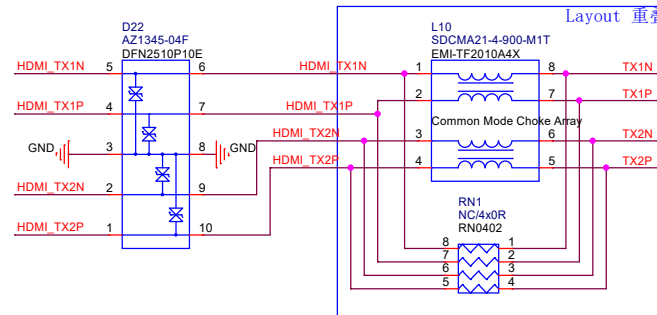 Layout 重
D22
AZ1345-04F
DFN2510P10E
L10
SDCMA21-4-900-M1T
EMI-TF2010A4X
HDMI_TX1N 5 6 HDMI_TX1N 1 8 TX1N
HDMI_TX1P 4 7 HDMI_TX1P 2 7 TX1P
Common Mode Choke Array
GND 3 8 GND HDMI_TX2N 3 6 TX2N
HDMI_TX2N 2 9 HDMI_TX2P 4 5 TX2P
HDMI_TX2P 1 10
RN1
NC/4x0R
RN0402
8 1
7 2
6 3
5 4